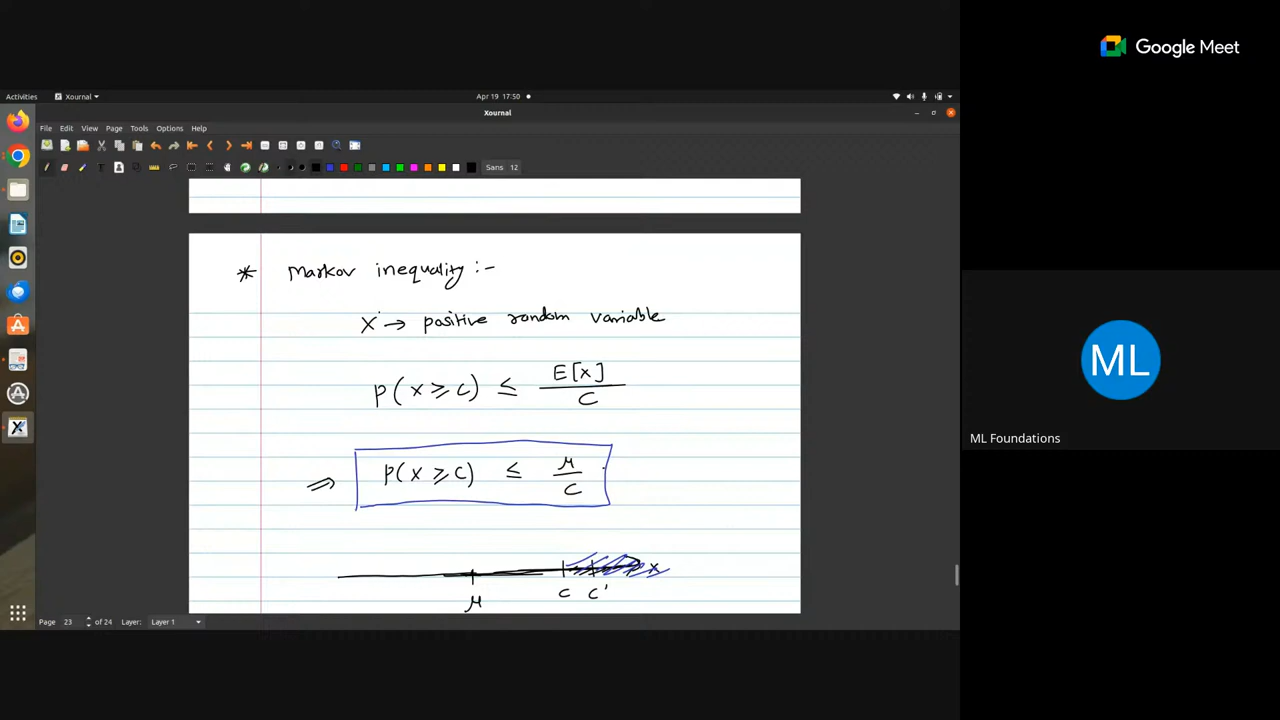 Google Meet
Activities Xournal Apr 19 17:50
Xournal
File Edit View Page Tools Options Help
Sans 12
* Markov inequality :-
X → positive random variable
P(X ≥ C) ≤ E[X] / C
⇒ P(X ≥ C) ≤ μ / C
μ C C' X
ML
ML Foundations
Page 23 of 24 Layer: Layer 1